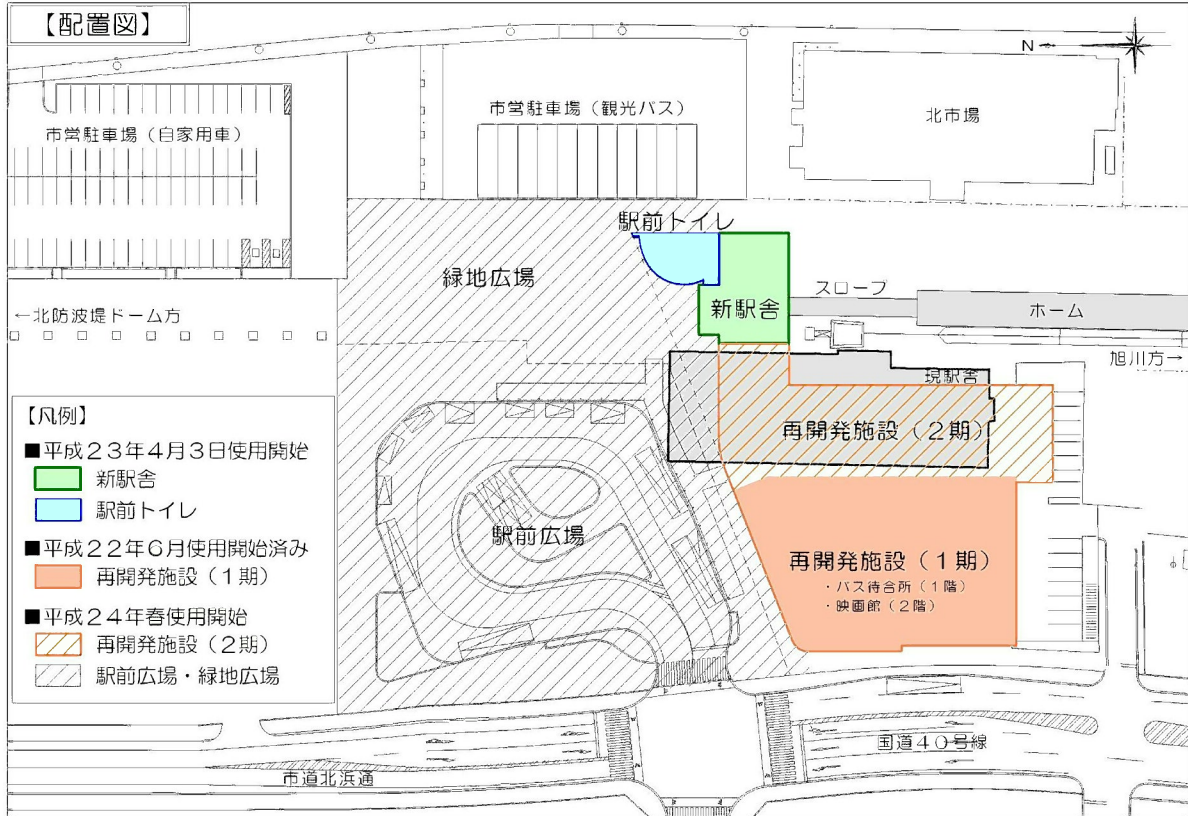 【配置図】
N
市営駐車場（自家用車）
市営駐車場（観光バス）
北市場
駅前トイレ
緑地広場
新駅舎
スロープ
ホーム
←北防波堤ドーム方
旭川方→
現駅舎
再開発施設（２期）
駅前広場
再開発施設（１期）
・バス待合所（１階）
・映画館（２階）
【凡例】
■平成２３年４月３日使用開始
新駅舎
駅前トイレ
■平成２２年６月使用開始済み
再開発施設（１期）
■平成２４年春使用開始
再開発施設（２期）
駅前広場・緑地広場
国道４０号線
市道北浜通